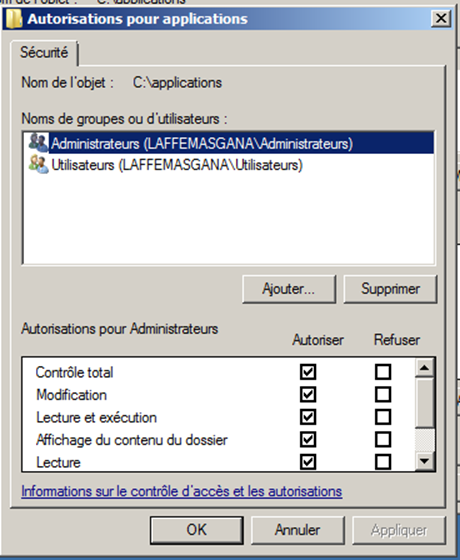 C:\applications
Autorisations pour applications
Sécurité
Nom de l'objet : C:\applications
Noms de groupes ou d'utilisateurs :
Administrateurs (LAFFEMASGANA\Administrateurs)
Utilisateurs (LAFFEMASGANA\Utilisateurs)
Ajouter... Supprimer
Autorisations pour Administrateurs Autoriser Refuser
Contrôle total
Modification
Lecture et exécution
Affichage du contenu du dossier
Lecture
Informations sur le contrôle d'accès et les autorisations
OK Annuler Appliquer